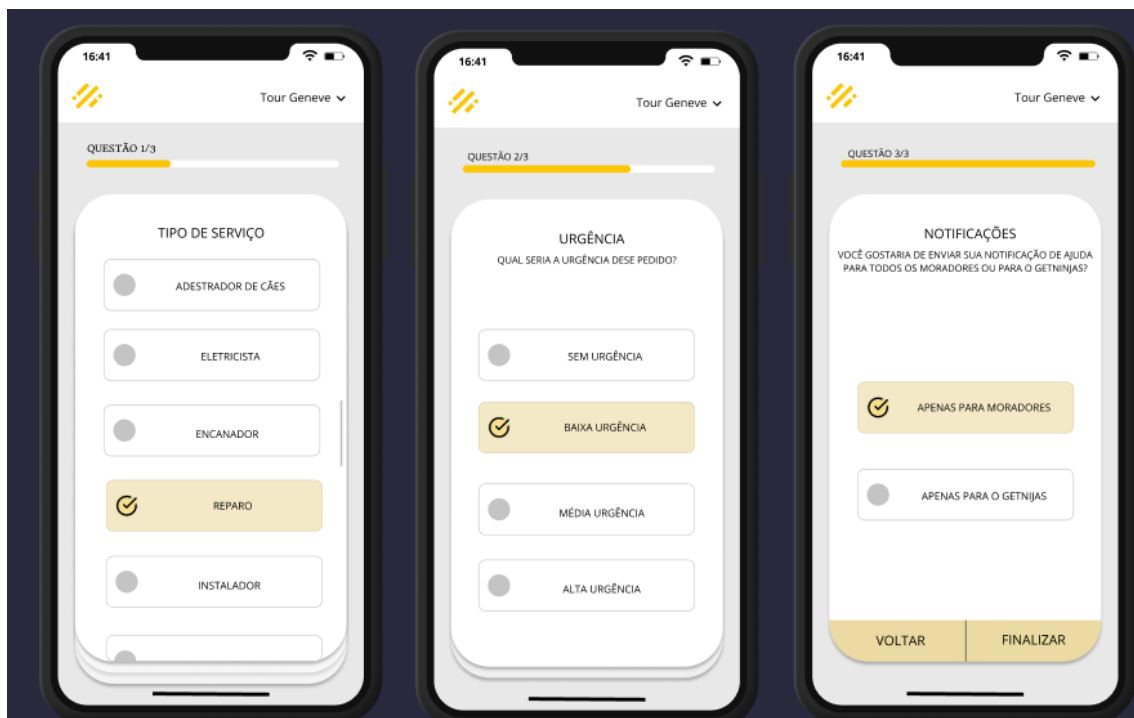 16:41
Tour Geneve
QUESTÃO 1/3
TIPO DE SERVIÇO
ADESTRADOR DE CÃES
ELETRICISTA
ENCANADOR
REPARO
INSTALADOR
16:41
Tour Geneve
QUESTÃO 2/3
URGÊNCIA
QUAL SERIA A URGÊNCIA DESE PEDIDO?
SEM URGÊNCIA
BAIXA URGÊNCIA
MÉDIA URGÊNCIA
ALTA URGÊNCIA
16:41
Tour Geneve
QUESTÃO 3/3
NOTIFICAÇÕES
VOCÊ GOSTARIA DE ENVIAR SUA NOTIFICAÇÃO DE AJUDA
PARA TODOS OS MORADORES OU PARA O GETNINJAS?
APENAS PARA MORADORES
APENAS PARA O GETNIJAS
VOLTAR
FINALIZAR